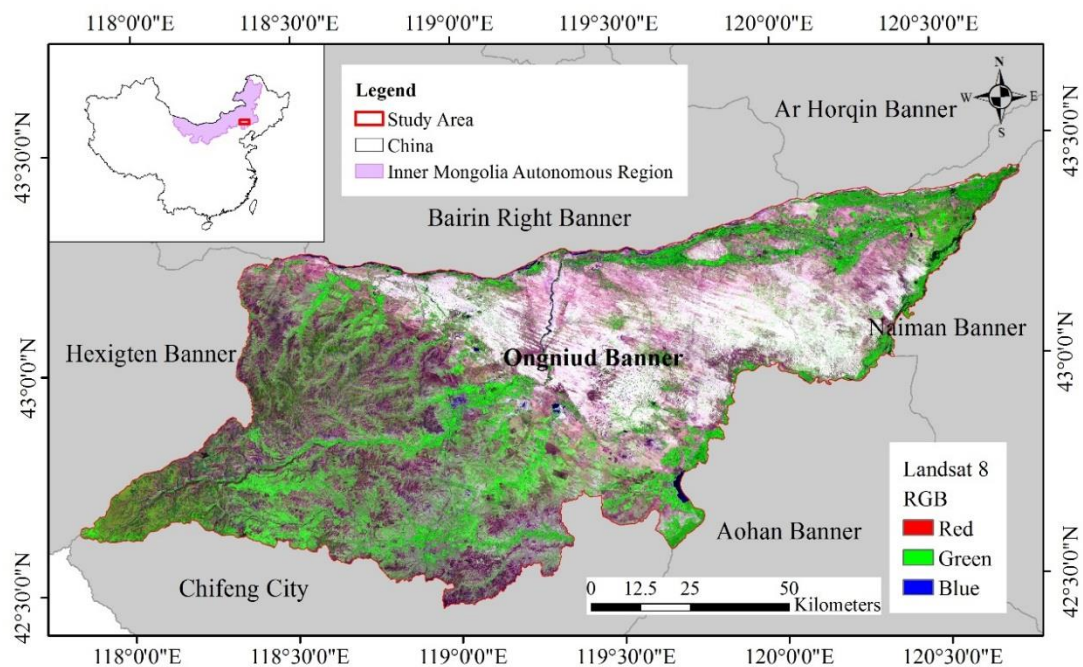 118°0'0"E 118°30'0"E 119°0'0"E 119°30'0"E 120°0'0"E 120°30'0"E
N
W E
S
Legend
Study Area
China
Inner Mongolia Autonomous Region
Ar Horqin Banner
43°30'0"N 43°30'0"N
Bairin Right Banner
Hexigten Banner
Naiman Banner
Ongniud Banner
43°0'0"N 43°0'0"N
Landsat 8
RGB
Red
Green
Blue
Aohan Banner
Chifeng City
0 12.5 25 50
Kilometers
42°30'0"N 42°30'0"N
118°0'0"E 118°30'0"E 119°0'0"E 119°30'0"E 120°0'0"E 120°30'0"E